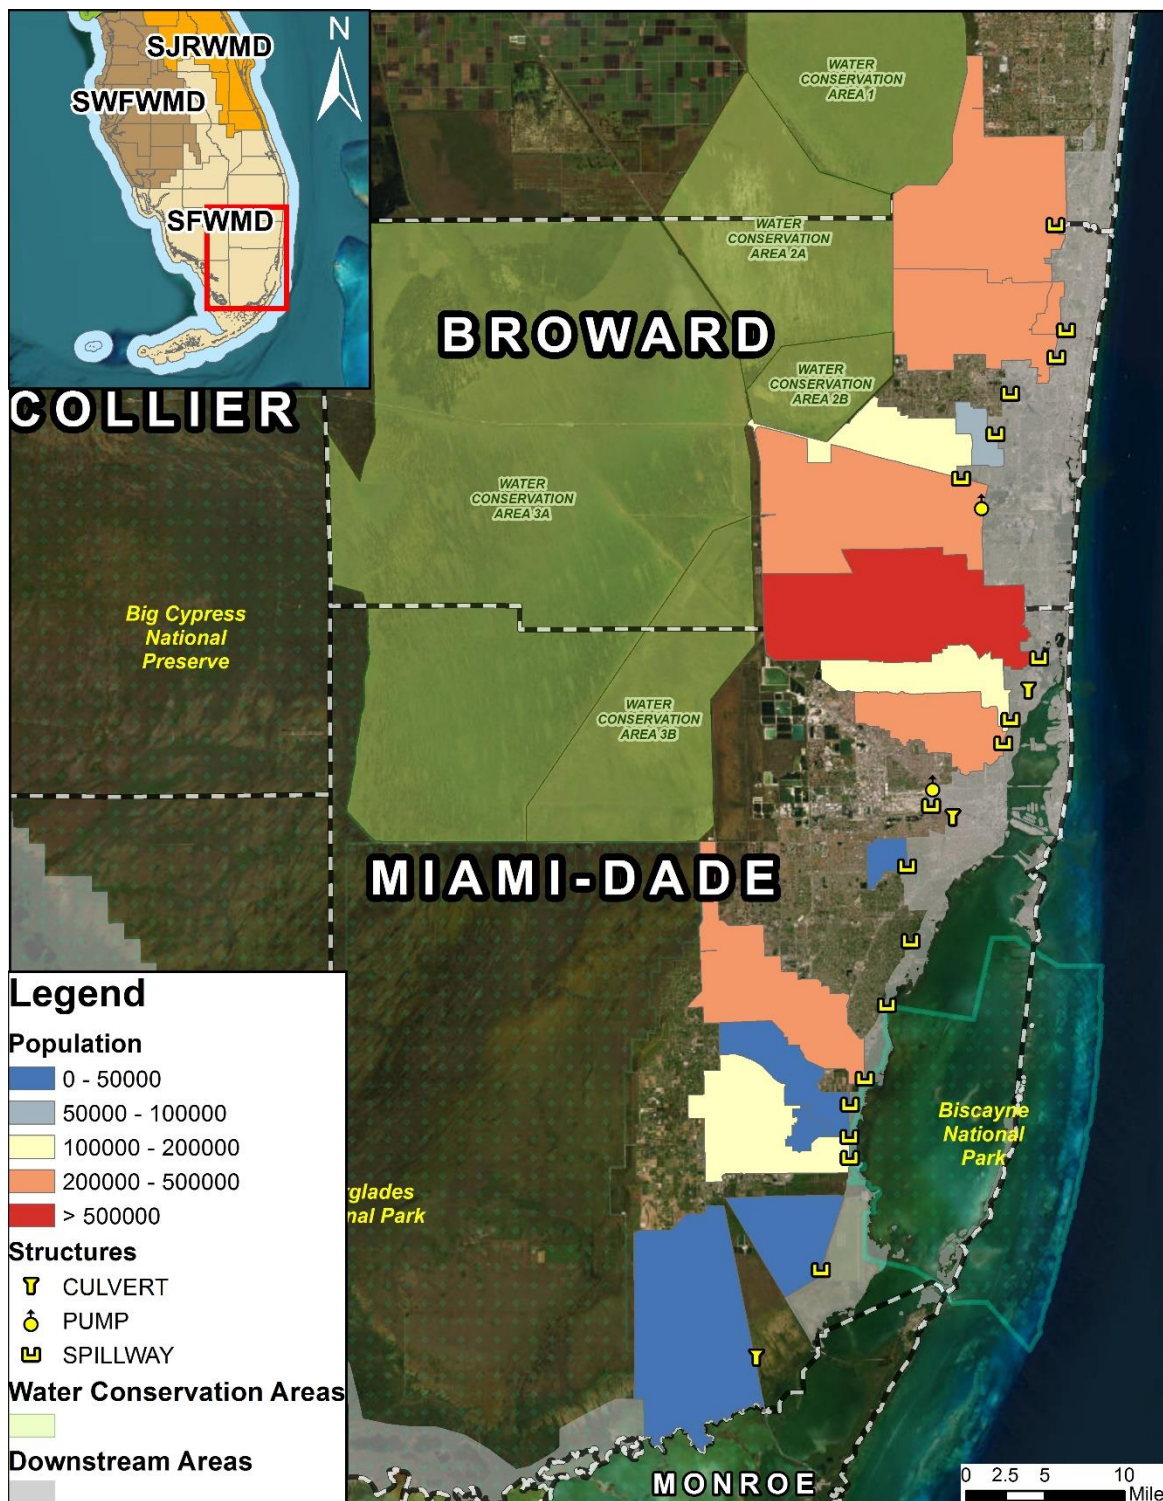 SJRWMD
SWFWMD
SFWMD
N
WATER
CONSERVATION
AREA 1
WATER
CONSERVATION
AREA 2A
BROWARD
WATER
CONSERVATION
AREA 2B
COLLIER
WATER
CONSERVATION
AREA 3A
Big Cypress
National
Preserve
WATER
CONSERVATION
AREA 3B
MIAMI-DADE
Biscayne
National
Park
rglades
nal Park
Legend
Population
0 - 50000
50000 - 100000
100000 - 200000
200000 - 500000
> 500000
Structures
CULVERT
PUMP
SPILLWAY
Water Conservation Areas
Downstream Areas
MONROE
0 2.5 5 10
Mile